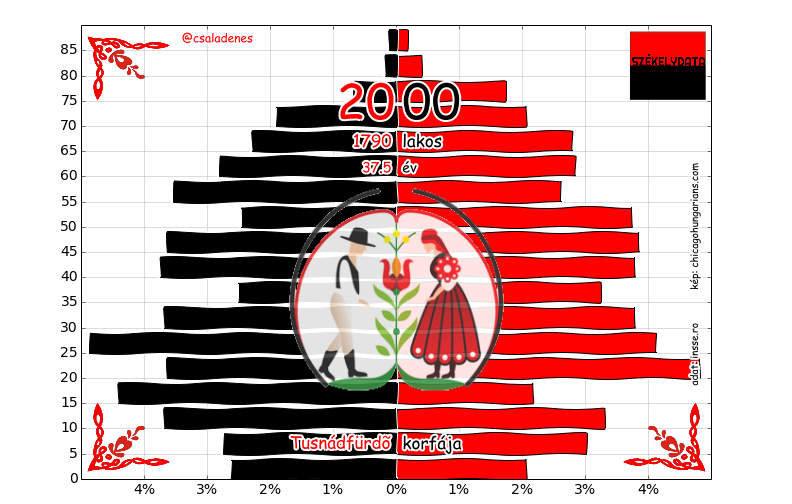 @csaladenes
SZÉKELYDATA
2000
1790 lakos
37.5 év
kép: chicagohungarians.com
adat: insse.ro
Tusnádfürdő korfája
85
80
75
70
65
60
55
50
45
40
35
30
25
20
15
10
5
0
4% 3% 2% 1% 0% 1% 2% 3% 4%